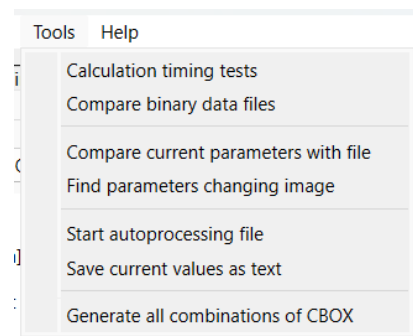 Tools Help
Calculation timing tests
Compare binary data files
Compare current parameters with file
Find parameters changing image
Start autoprocessing file
Save current values as text
Generate all combinations of CBOX